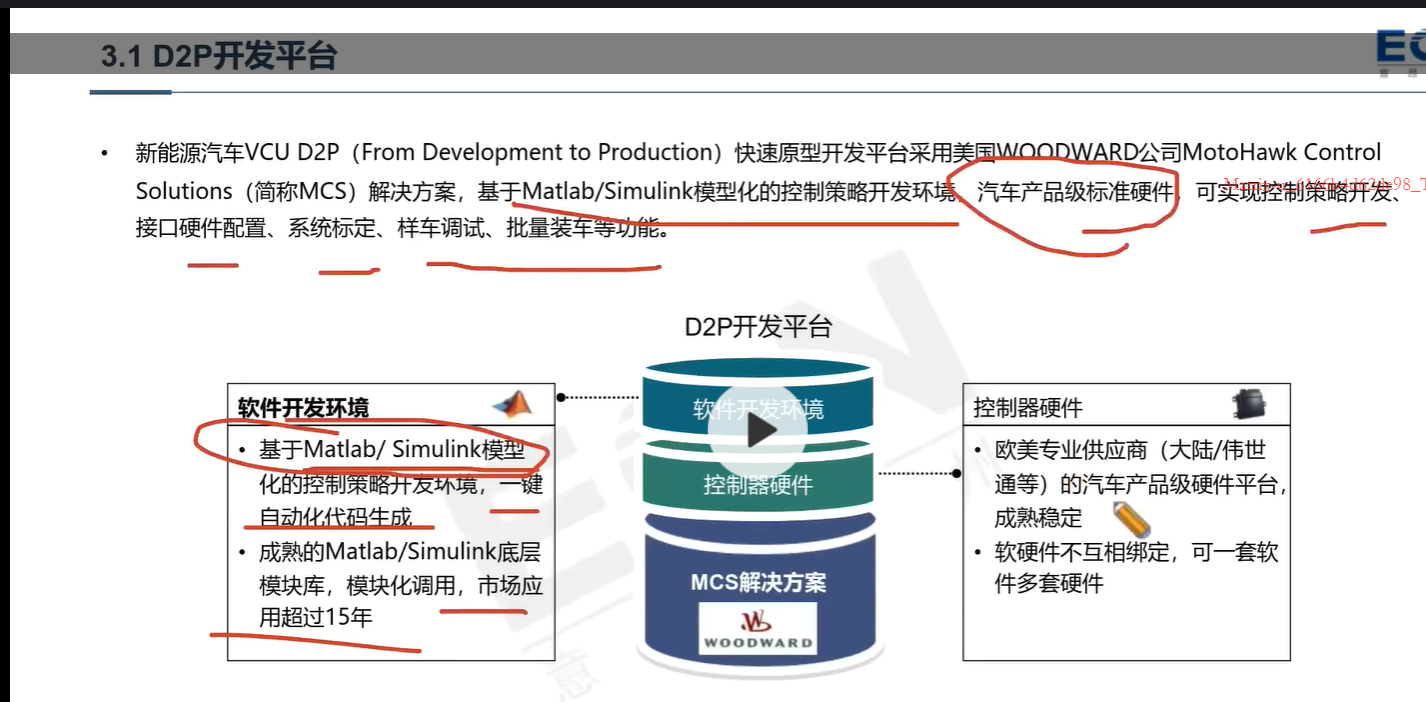 3.1 D2P开发平台
• 新能源汽车VCU D2P（From Development to Production）快速原型开发平台采用美国WOODWARD公司MotoHawk Control
Solutions（简称MCS）解决方案，基于Matlab/Simulink模型化的控制策略开发环境、汽车产品级标准硬件，可实现控制策略开发、
接口硬件配置、系统标定、样车调试、批量装车等功能。
D2P开发平台
软件开发环境
• 基于Matlab/ Simulink模型
化的控制策略开发环境，一键
自动化代码生成
• 成熟的Matlab/Simulink底层
模块库，模块化调用，市场应
用超过15年
软件开发环境
控制器硬件
MCS解决方案
W
WOODWARD
控制器硬件
• 欧美专业供应商（大陆/伟世
通等）的汽车产品级硬件平台，
成熟稳定
• 软硬件不互相绑定，可一套软
件多套硬件